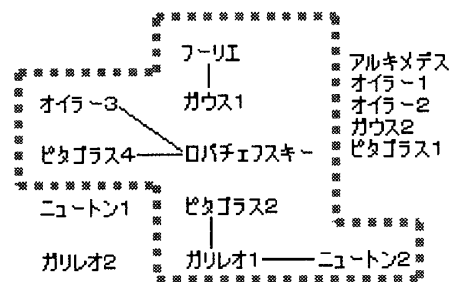 フーリエ
アルキメデス
オイラー1
オイラー2
ガウス2
ピタゴラス1
オイラー3
ガウス1
ピタゴラス4
ロバチェフスキー
ニュートン1
ピタゴラス2
ガリレオ2
ガリレオ1
ニュートン2